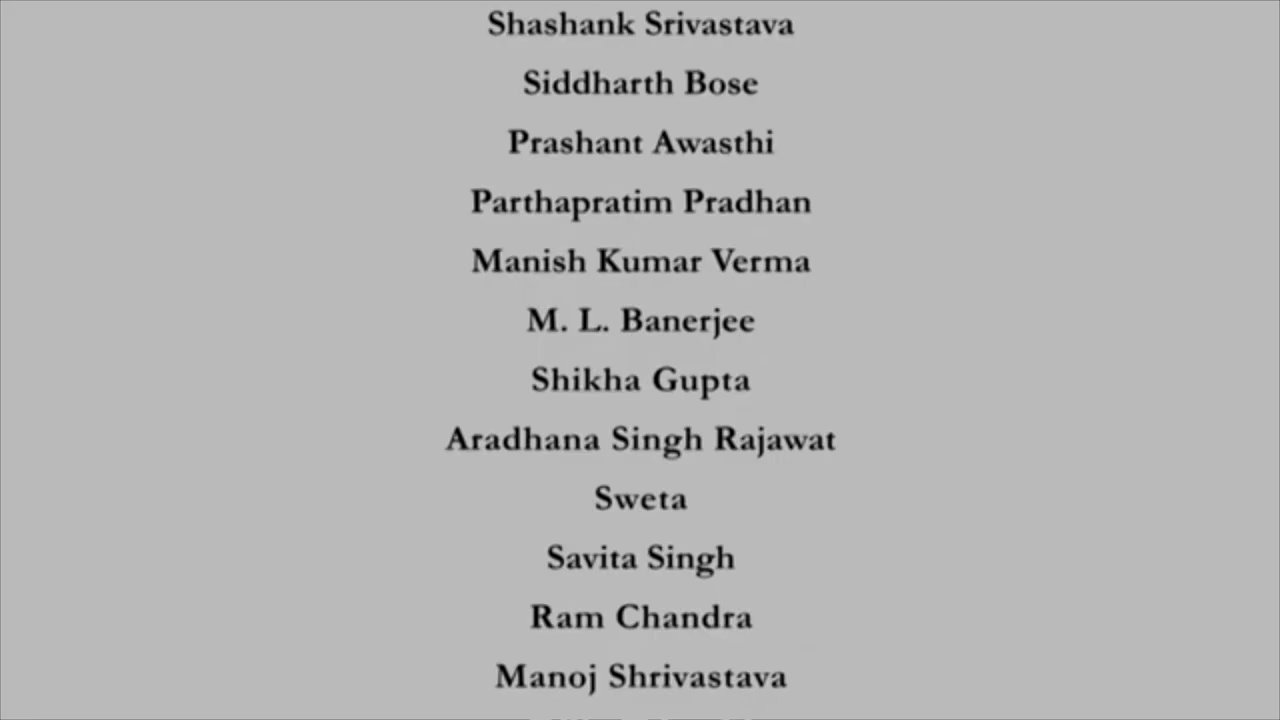 Shashank Srivastava
Siddharth Bose
Prashant Awasthi
Parthapratim Pradhan
Manish Kumar Verma
M. L. Banerjee
Shikha Gupta
Aradhana Singh Rajawat
Sweta
Savita Singh
Ram Chandra
Manoj Shrivastava